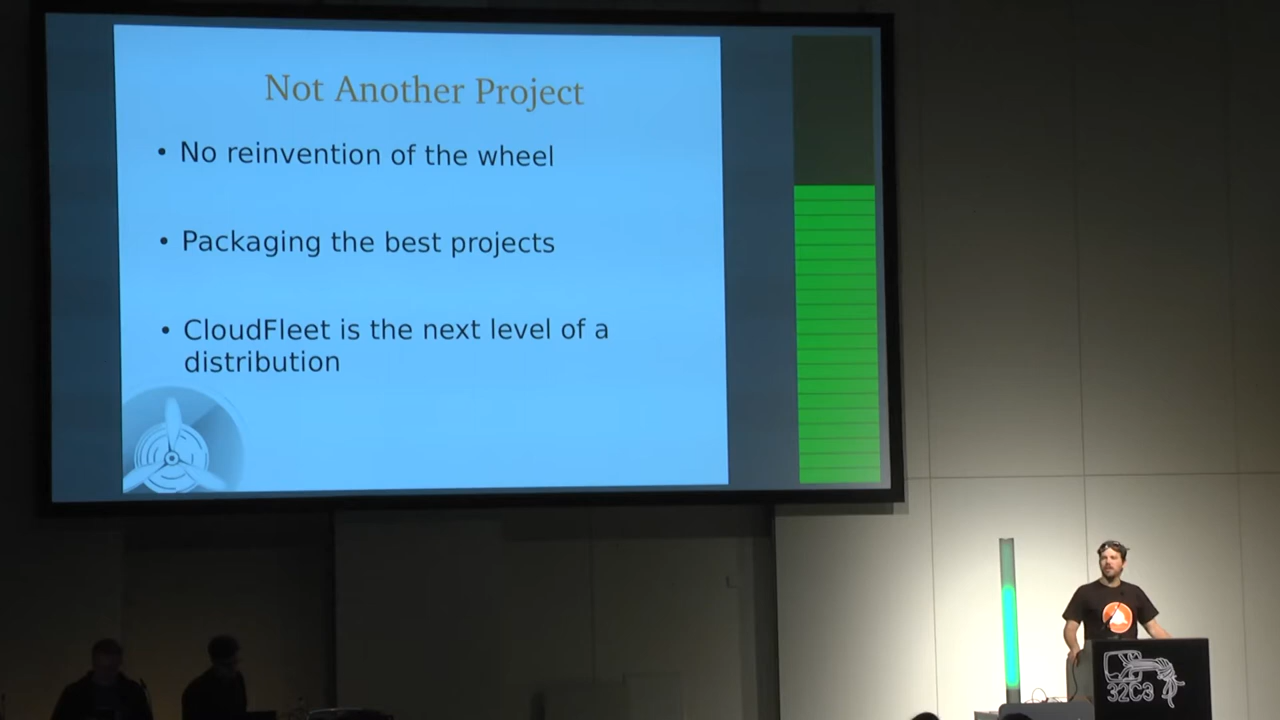 Not Another Project
• No reinvention of the wheel
• Packaging the best projects
• CloudFleet is the next level of a
distribution
32C3